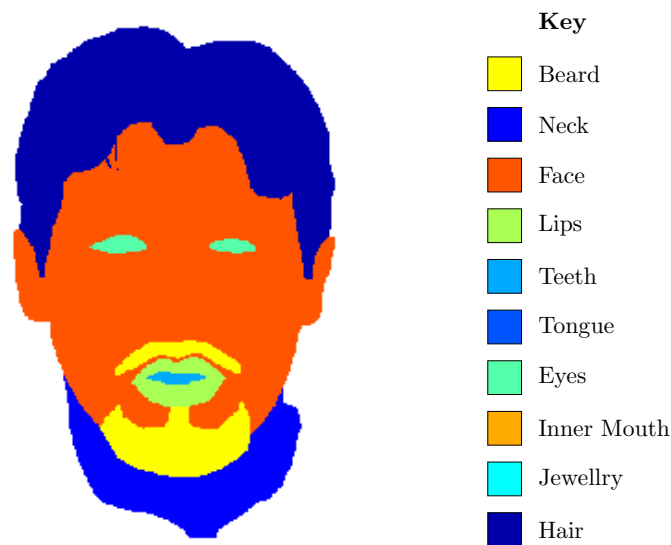 Key
Beard
Neck
Face
Lips
Teeth
Tongue
Eyes
Inner Mouth
Jewellry
Hair